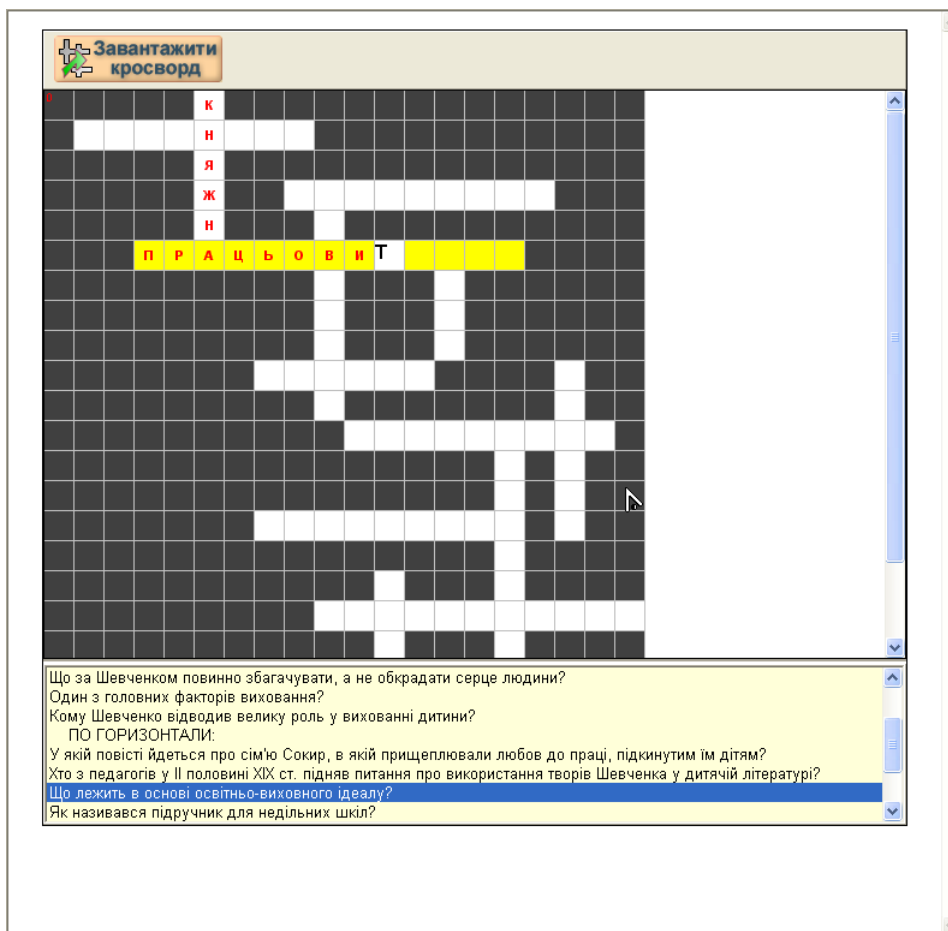 Завантажити
кросворд
0
К
Н
Я
Ж
Н
П Р А Ц Ь О В И Т
Що за Шевченком повинно збагачувати, а не обкрадати серце людини?
Один з головних факторів виховання?
Кому Шевченко відводив велику роль у вихованні дитини?
ПО ГОРИЗОНТАЛИ:
У якій повісті йдеться про сім'ю Сокир, в якій прищеплювали любов до праці, підкинутим їм дітям?
Хто з педагогів у ІІ половині ХІХ ст. підняв питання про використання творів Шевченка у дитячій літературі?
Що лежить в основі освітньо-виховного ідеалу?
Як називався підручник для недільних шкіл?